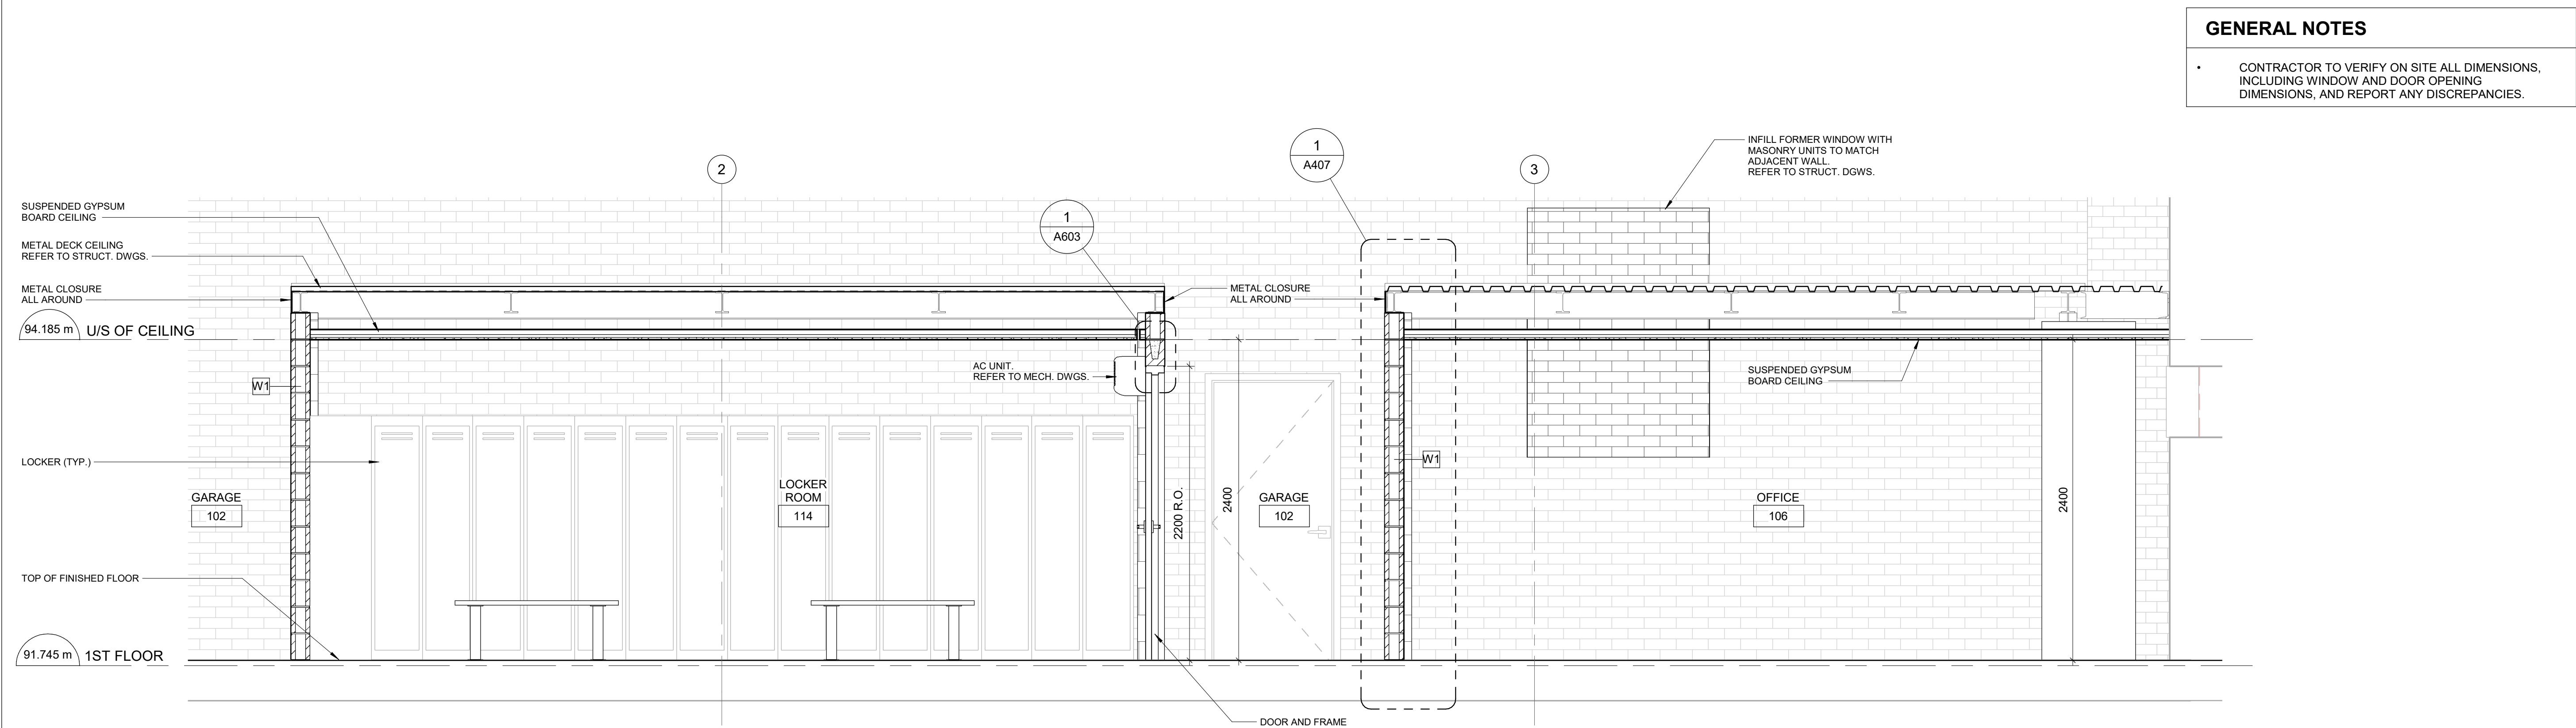 GENERAL NOTES
• CONTRACTOR TO VERIFY ON SITE ALL DIMENSIONS,
INCLUDING WINDOW AND DOOR OPENING
DIMENSIONS, AND REPORT ANY DISCREPANCIES.
1
A407
INFILL FORMER WINDOW WITH
MASONRY UNITS TO MATCH
ADJACENT WALL.
REFER TO STRUCT. DGWS.
2
3
SUSPENDED GYPSUM
BOARD CEILING
1
A603
METAL DECK CEILING
REFER TO STRUCT. DWGS.
METAL CLOSURE
ALL AROUND
METAL CLOSURE
ALL AROUND
94.185 m
U/S OF CEILING
AC UNIT.
REFER TO MECH. DWGS.
SUSPENDED GYPSUM
BOARD CEILING
W1
W1
LOCKER (TYP.)
GARAGE
102
LOCKER
ROOM
114
2200 R.O.
2400
GARAGE
102
OFFICE
106
2400
TOP OF FINISHED FLOOR
91.745 m
1ST FLOOR
DOOR AND FRAME